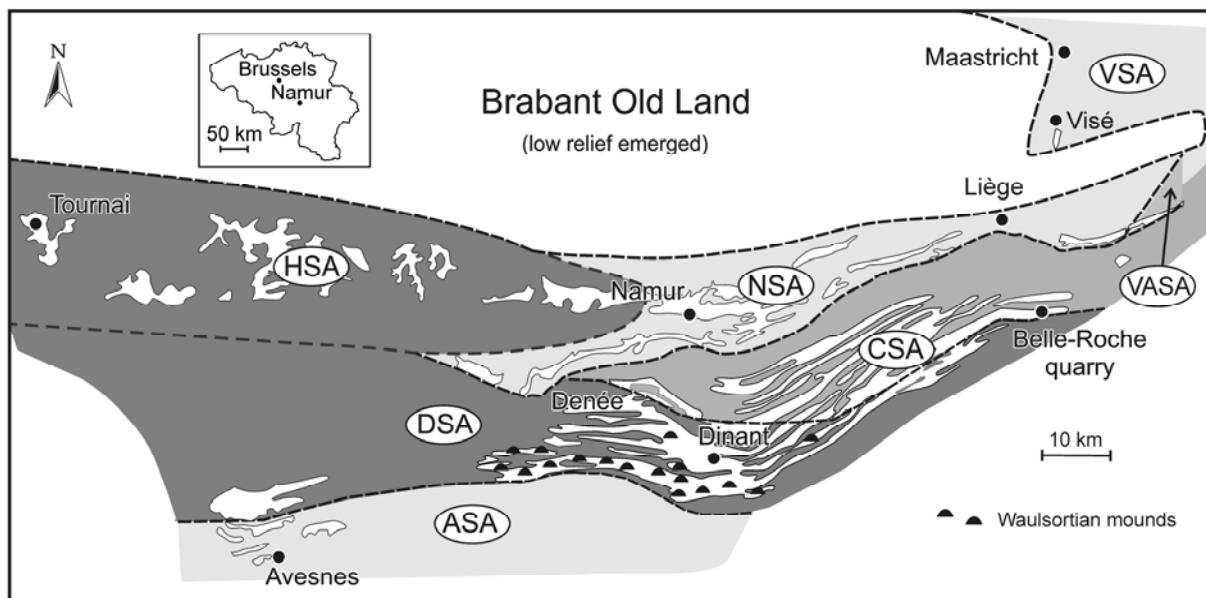 N
Brussels
Namur
50 km
Brabant Old Land
(low relief emerged)
Maastricht
VSA
Visé
Liège
Tournai
HSA
Namur
NSA
VASA
CSA
Belle-Roche
quarry
Denée
DSA
Dinant
10 km
ASA
Waulsortian mounds
Avesnes